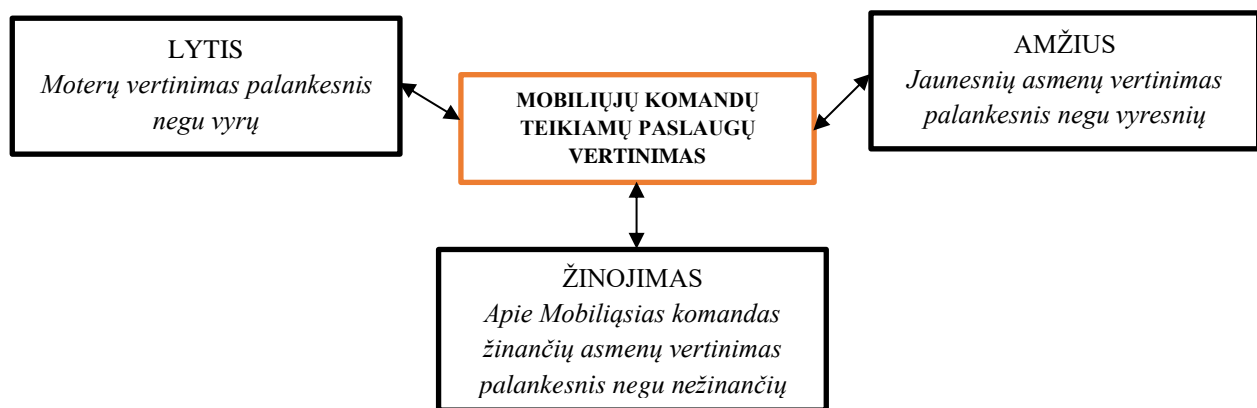 LYTIS
Moterų vertinimas palankesnis
negu vyrų
MOBILIŲJŲ KOMANDŲ
TEIKIAMŲ PASLAUGŲ
VERTINIMAS
AMŽIUS
Jaunesnių asmenų vertinimas
palankesnis negu vyresnių
ŽINOJIMAS
Apie Mobiliąsias komandas
žinančių asmenų vertinimas
palankesnis negu nežinančių